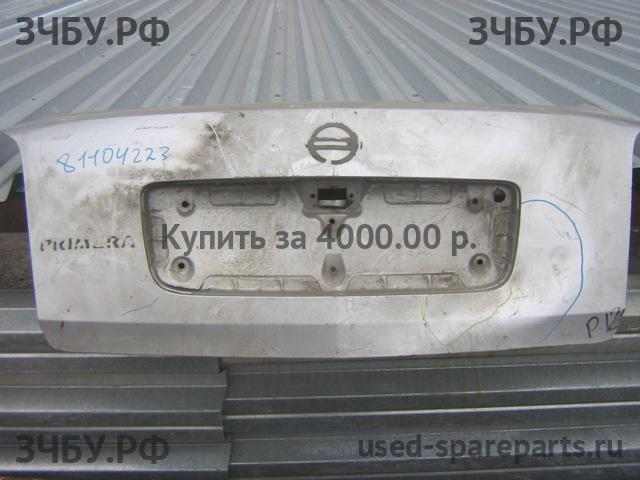 ЗЧБУ.РФ ЗЧБУ.РФ
81104223
Купить за 4000.00 р.
PRIMERA
P12
ЗЧБУ.РФ used-spareparts.ru